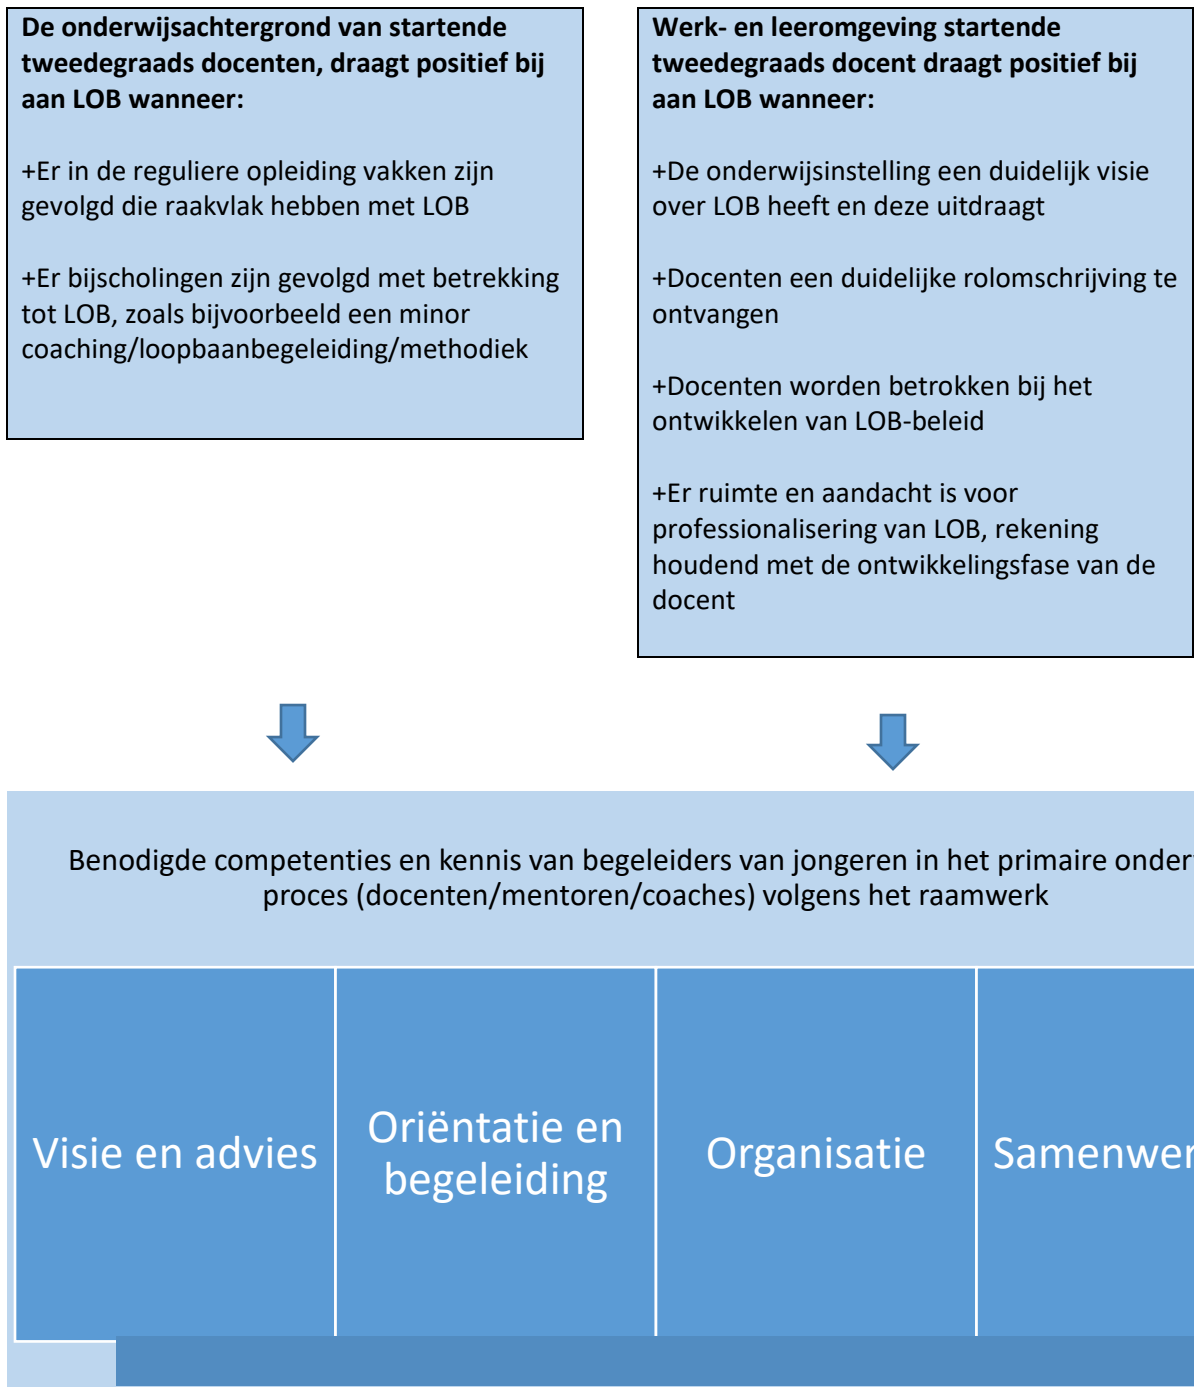 De onderwijsachtergrond van startende
tweedegraads docenten, draagt positief bij
aan LOB wanneer:
+Er in de reguliere opleiding vakken zijn
gevolgd die raakvlak hebben met LOB
+Er bijscholingen zijn gevolgd met betrekking
tot LOB, zoals bijvoorbeeld een minor
coaching/loopbaanbegeleiding/methodiek
Werk- en leeromgeving startende
tweedegraads docent draagt positief bij
aan LOB wanneer:
+De onderwijsinstelling een duidelijk visie
over LOB heeft en deze uitdraagt
+Docenten een duidelijke rolomschrijving te
ontvangen
+Docenten worden betrokken bij het
ontwikkelen van LOB-beleid
+Er ruimte en aandacht is voor
professionalisering van LOB, rekening
houdend met de ontwikkelingsfase van de
docent
Benodigde competenties en kennis van begeleiders van jongeren in het primaire onder
proces (docenten/mentoren/coaches) volgens het raamwerk
Visie en advies
Oriëntatie en
begeleiding
Organisatie
Samenwer